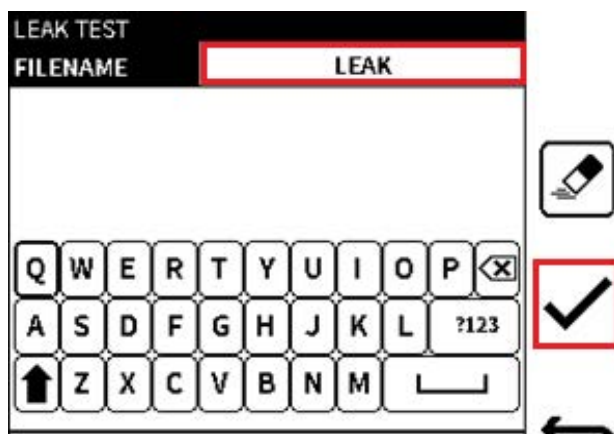 LEAK TEST
FILENAME LEAK
Q W E R T Y U I O P
A S D F G H J K L ?123
Z X C V B N M